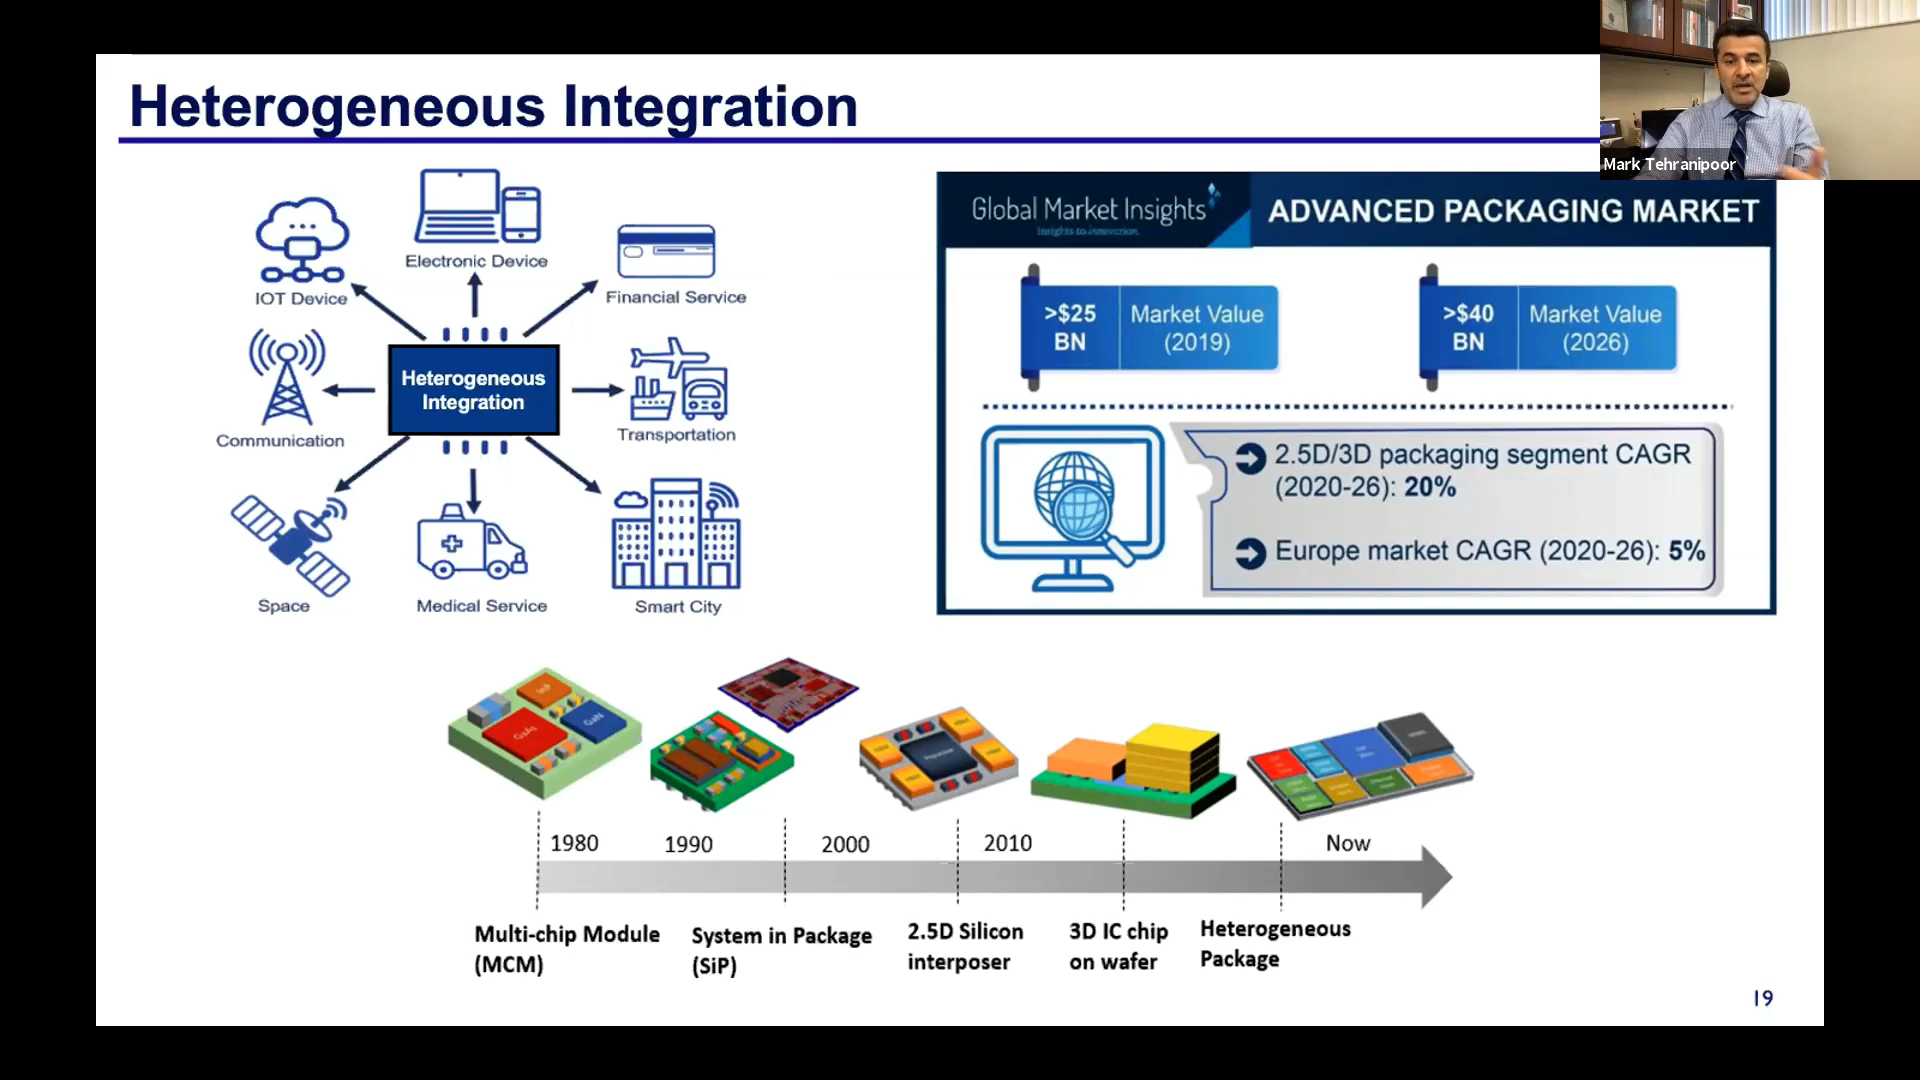 Heterogeneous Integration
Mark Tehranipoor
IOT Device
Electronic Device
Financial Service
Communication
Heterogeneous
Integration
Transportation
Space
Medical Service
Smart City
Global Market Insights
Insights to innovation
ADVANCED PACKAGING MARKET
>$25
BN
Market Value
(2019)
>$40
BN
Market Value
(2026)
2.5D/3D packaging segment CAGR
(2020-26): 20%
Europe market CAGR (2020-26): 5%
InP
GaAs
GaN
1980
1990
2000
2010
Now
Multi-chip Module
(MCM)
System in Package
(SiP)
2.5D Silicon
interposer
3D IC chip
on wafer
Heterogeneous
Package
19